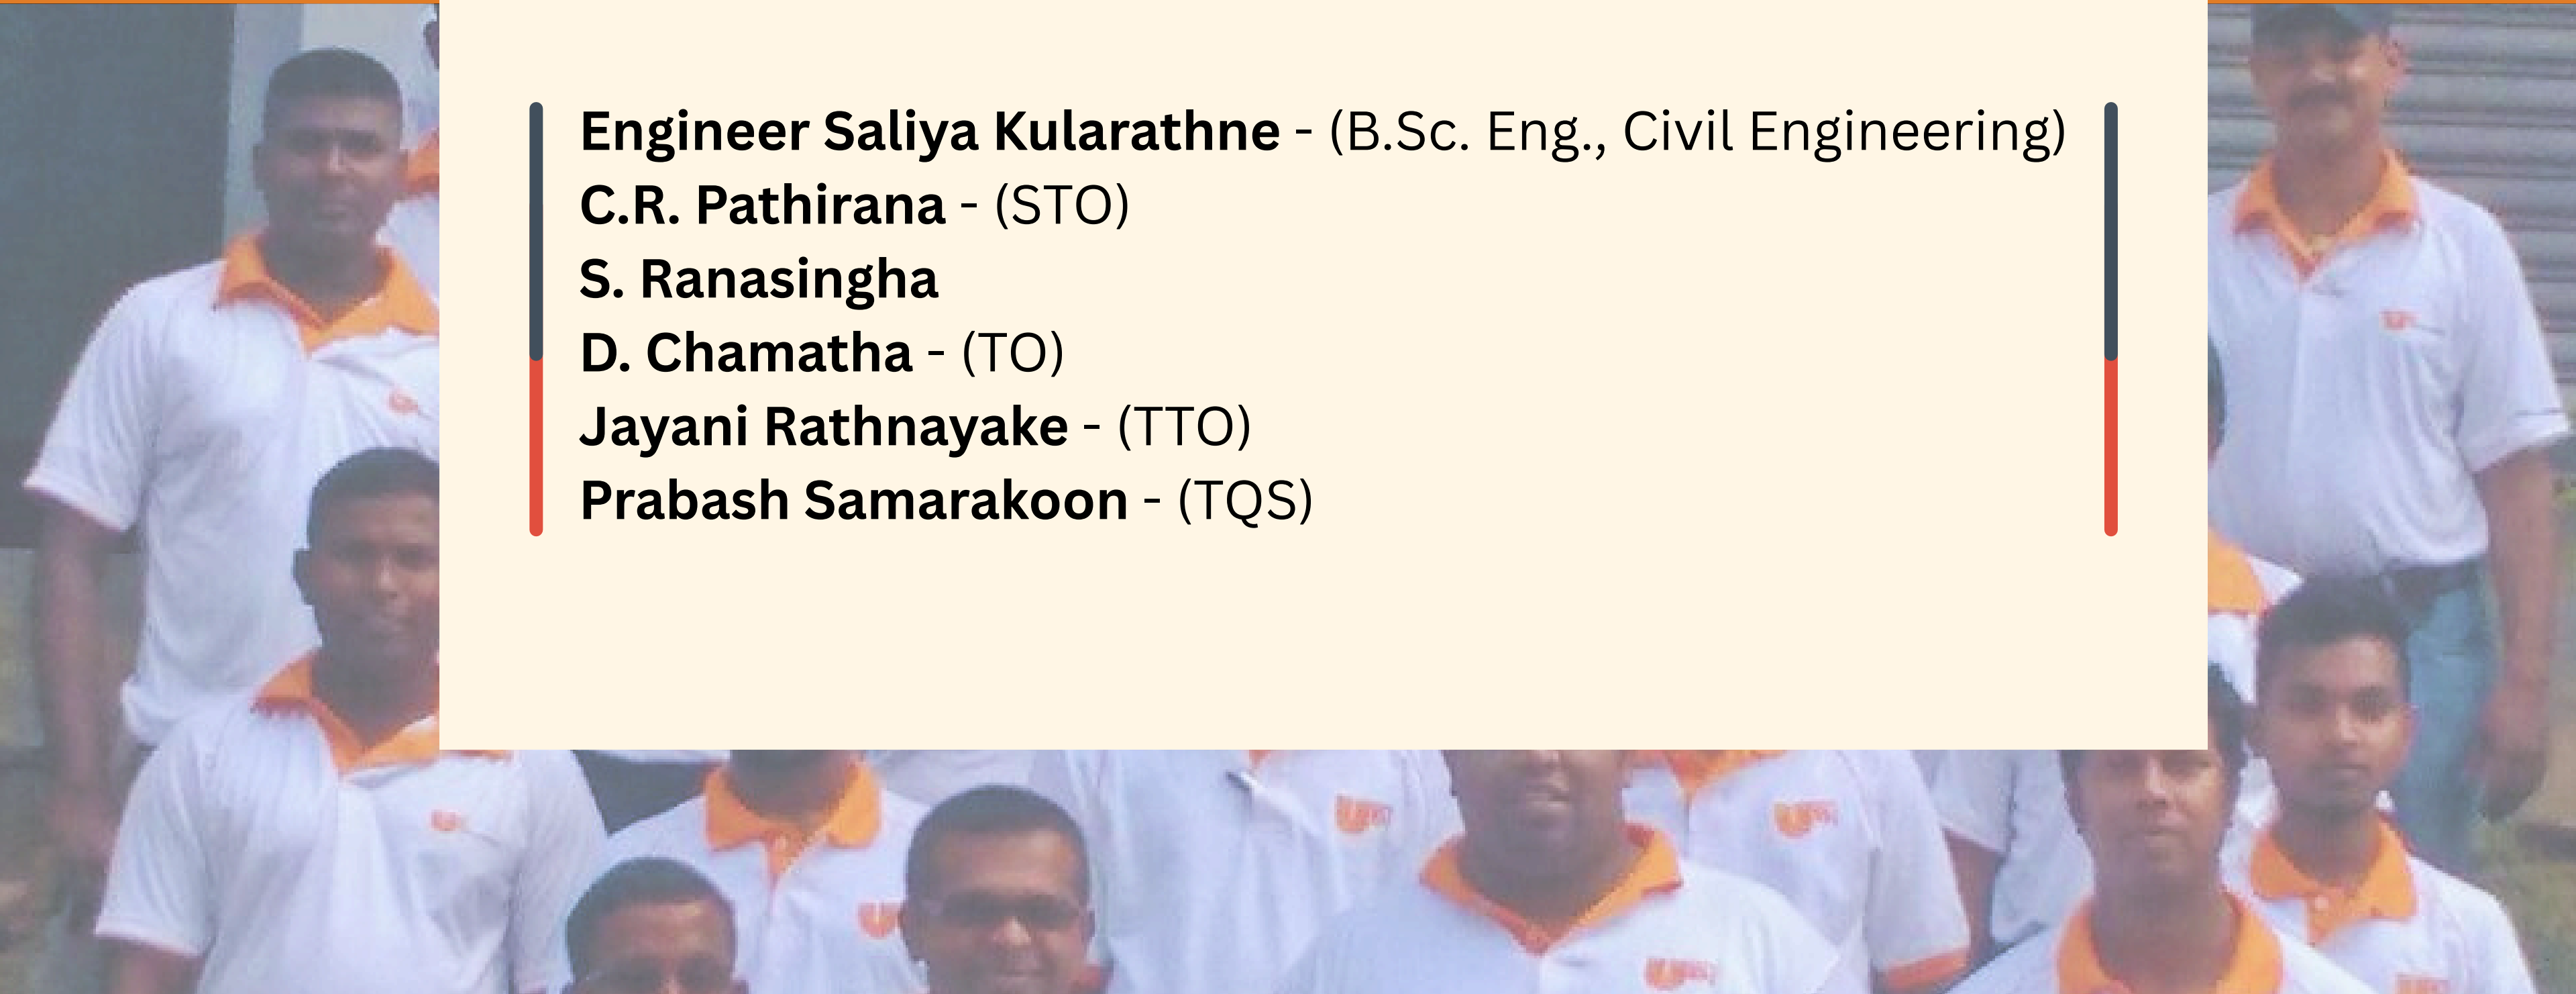 Engineer Saliya Kularathne - (B.Sc. Eng., Civil Engineering)
C.R. Pathirana - (STO)
S. Ranasingha
D. Chamatha - (TO)
Jayani Rathnayake - (TTO)
Prabash Samarakoon - (TQS)